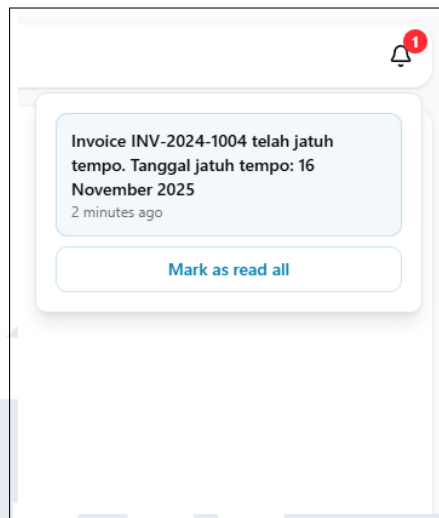 1
Invoice INV-2024-1004 telah jatuh
tempo. Tanggal jatuh tempo: 16
November 2025
2 minutes ago
Mark as read all